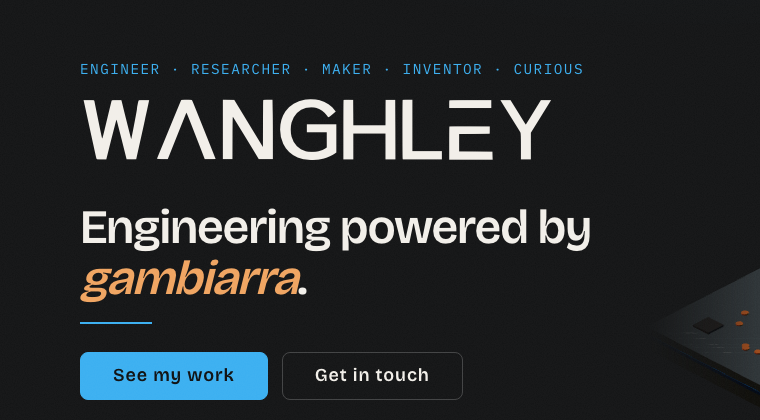 ENGINEER · RESEARCHER · MAKER · INVENTOR · CURIOUS
WANGHLEY
Engineering powered by
gambiarra.
See my work
Get in touch